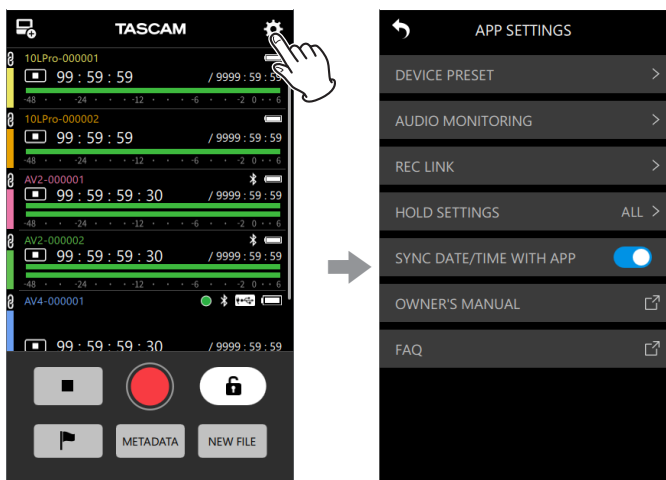 TASCAM
10LPro-000001
99 : 59 : 59 / 9999 : 59 : 59
-48 -24 -12 -6 -2 0 6
10LPro-000002
99 : 59 : 59 / 9999 : 59 : 59
-48 -24 -12 -6 -2 0 6
AV2-000001
99 : 59 : 59 : 30 / 9999 : 59 : 59
-48 -24 -12 -6 -2 0 6
AV2-000002
99 : 59 : 59 : 30 / 9999 : 59 : 59
-48 -24 -12 -6 -2 0 6
AV4-000001
99 : 59 : 59 : 30 / 9999 : 59 : 59
METADATA
NEW FILE
APP SETTINGS
DEVICE PRESET >
AUDIO MONITORING >
REC LINK >
HOLD SETTINGS ALL >
SYNC DATE/TIME WITH APP
OWNER'S MANUAL
FAQ